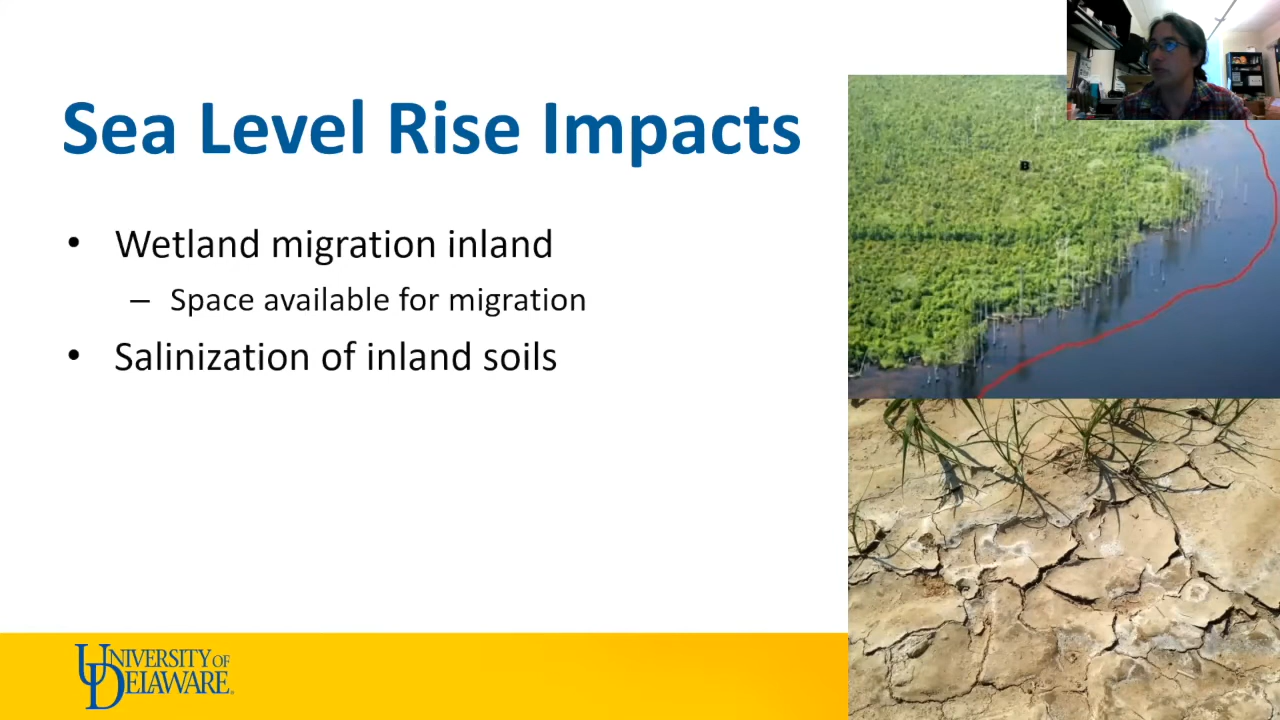 Sea Level Rise Impacts
B
• Wetland migration inland
– Space available for migration
• Salinization of inland soils
UNIVERSITY OF
DELAWARE.